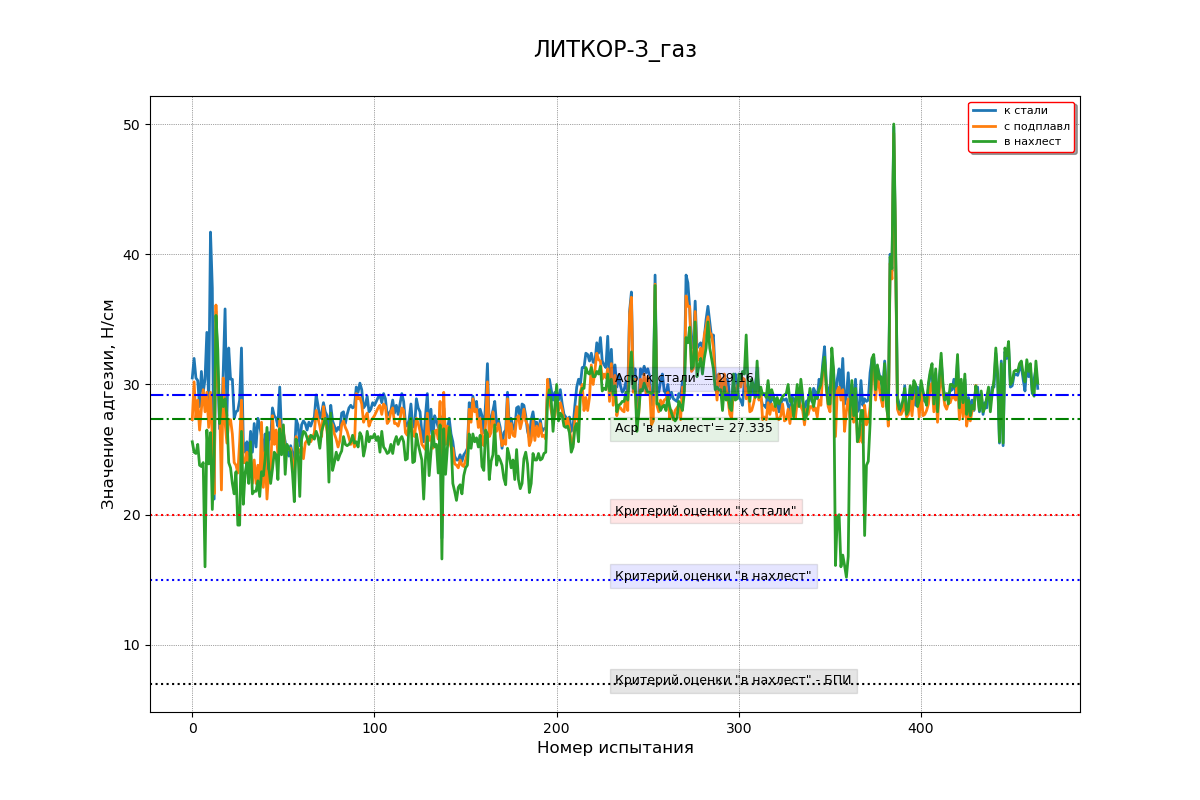 ЛИТКОР-З_газ
к стали
с подплавл
в нахлест
50
40
30
20
10
Значение адгезии, Н/см
Аср 'к стали' = 29.16
Аср 'в нахлест'= 27.335
Критерий оценки "к стали"
Критерий оценки "в нахлест"
Критерий оценки "в нахлест" - БПИ
0 100 200 300 400
Номер испытания